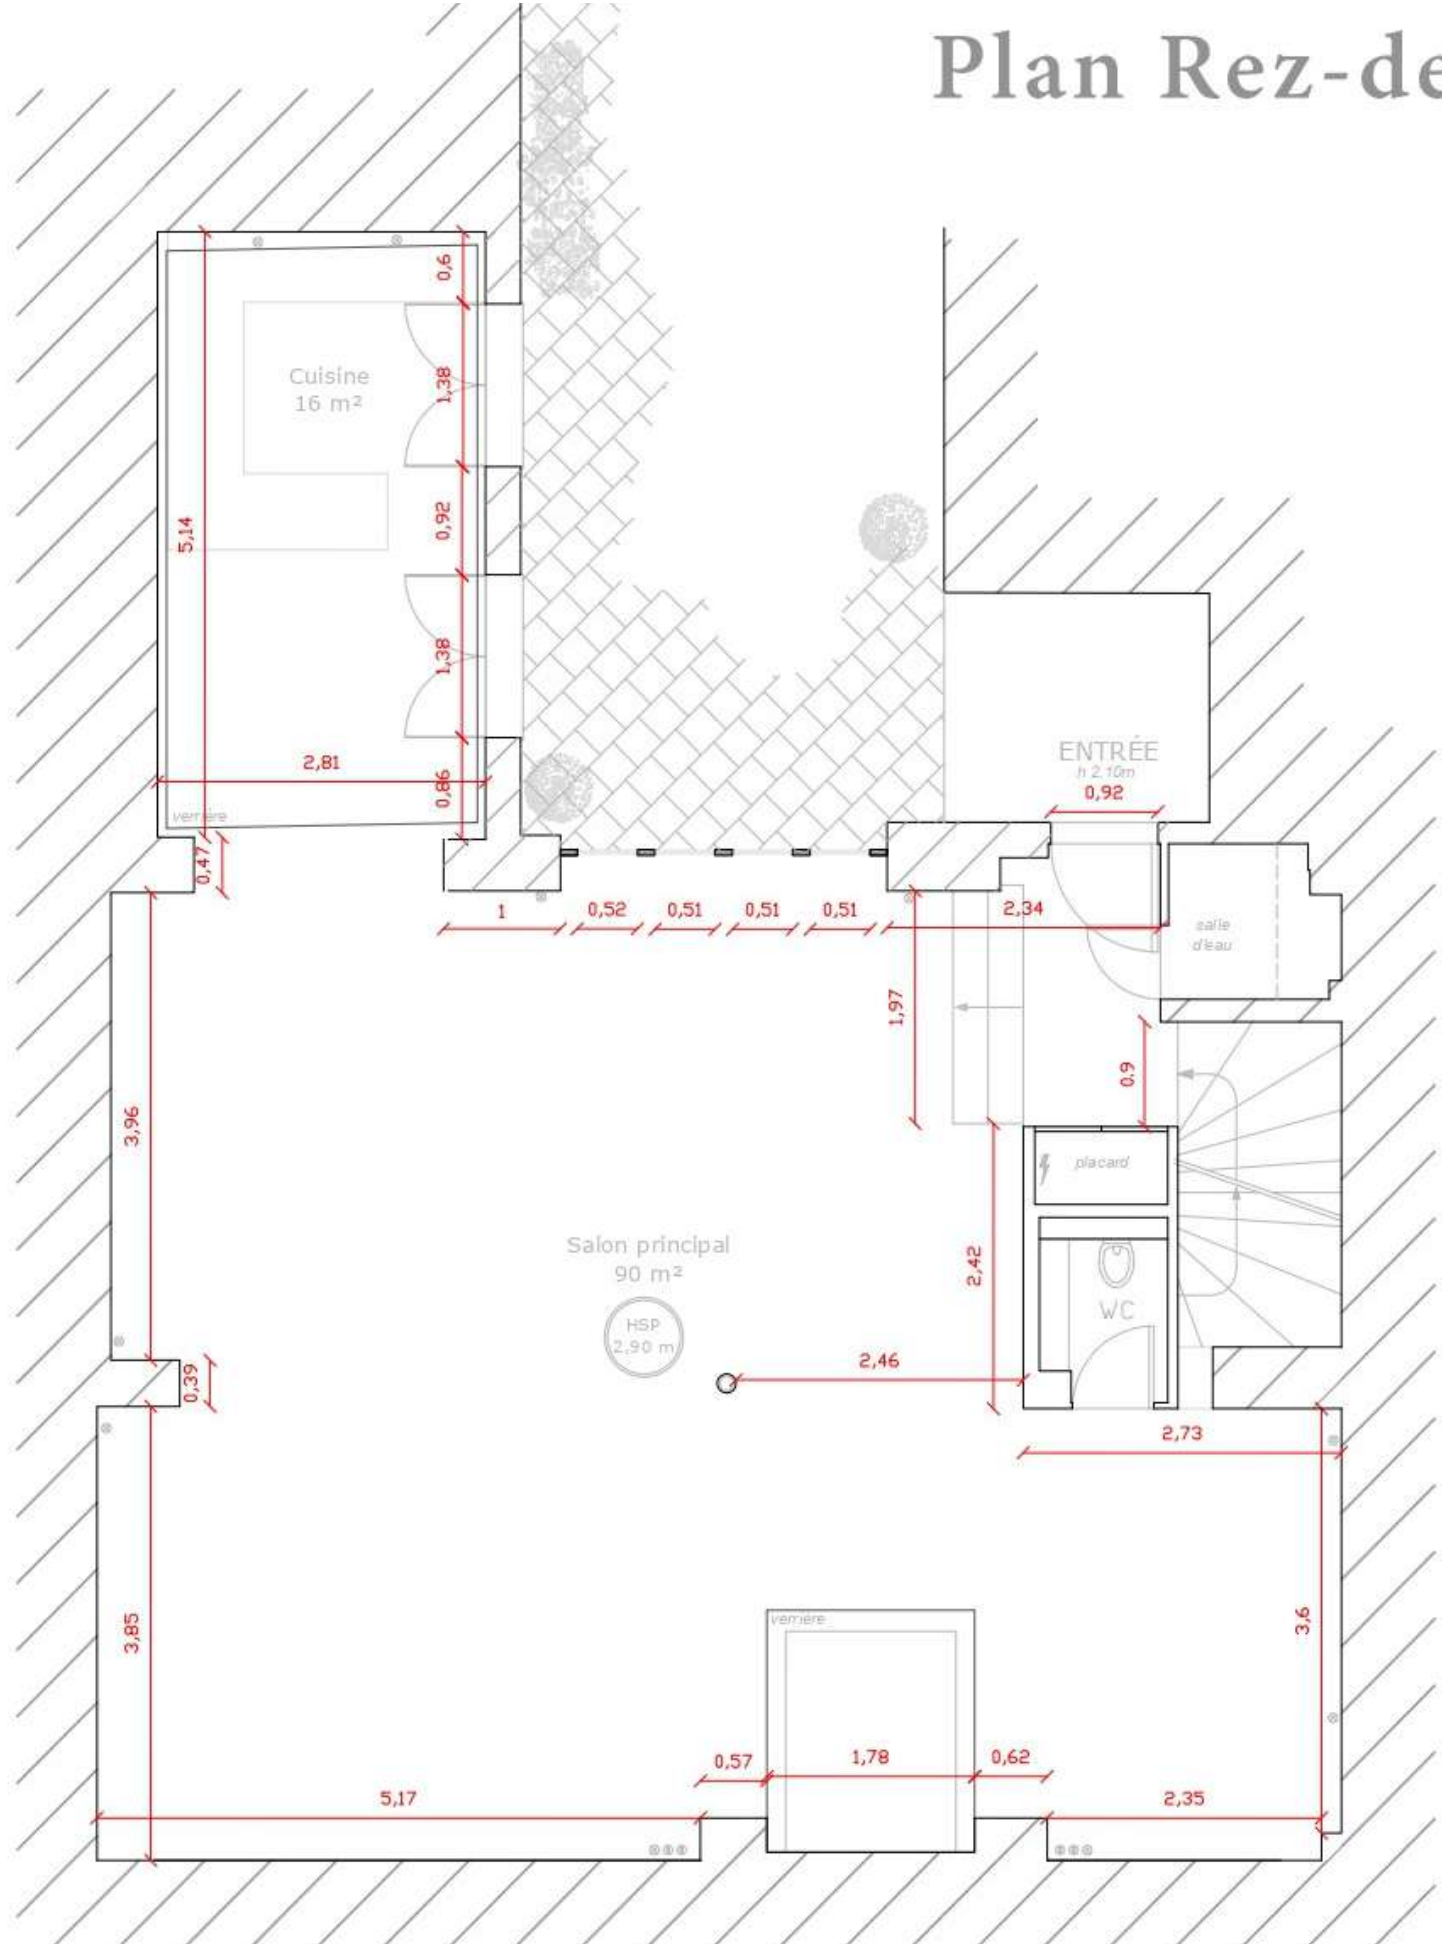 Plan Rez-de
0,6
Cuisine
16 m²
1,38
0,92
5,14
1,38
2,81
0,86
verrière
ENTRÉE
h 2,10m
0,92
0,47
1
0,52
0,51
0,51
0,51
2,34
salle
d'eau
1,97
0,9
3,96
placard
Salon principal
90 m²
2,42
HSP
2,90 m
WC
2,46
0,39
2,73
verrière
3,85
3,6
0,57
1,78
0,62
5,17
2,35